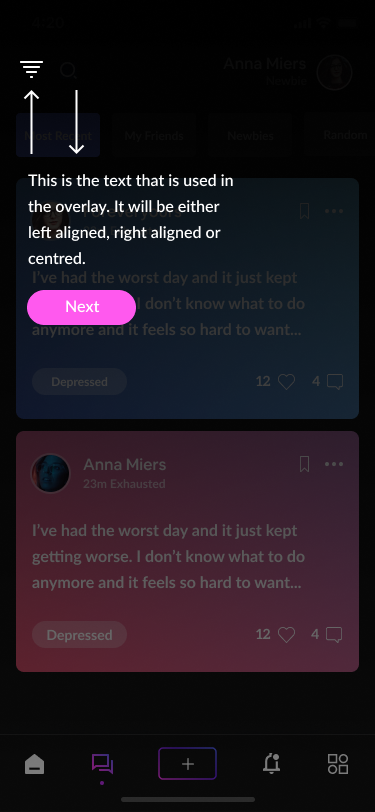 4:20
Anna Miers
Newbie
Most Recent
My Friends
Newbies
Random
This is the text that is used in
the overlay. It will be either
left aligned, right aligned or
centred.
I've had the worst day and it just kept
I don't know what to do
anymore and it feels so hard to want...
Next
Depressed
12
4
Anna Miers
23m Exhausted
I've had the worst day and it just kept
getting worse. I don't know what to do
anymore and it feels so hard to want...
Depressed
12
4